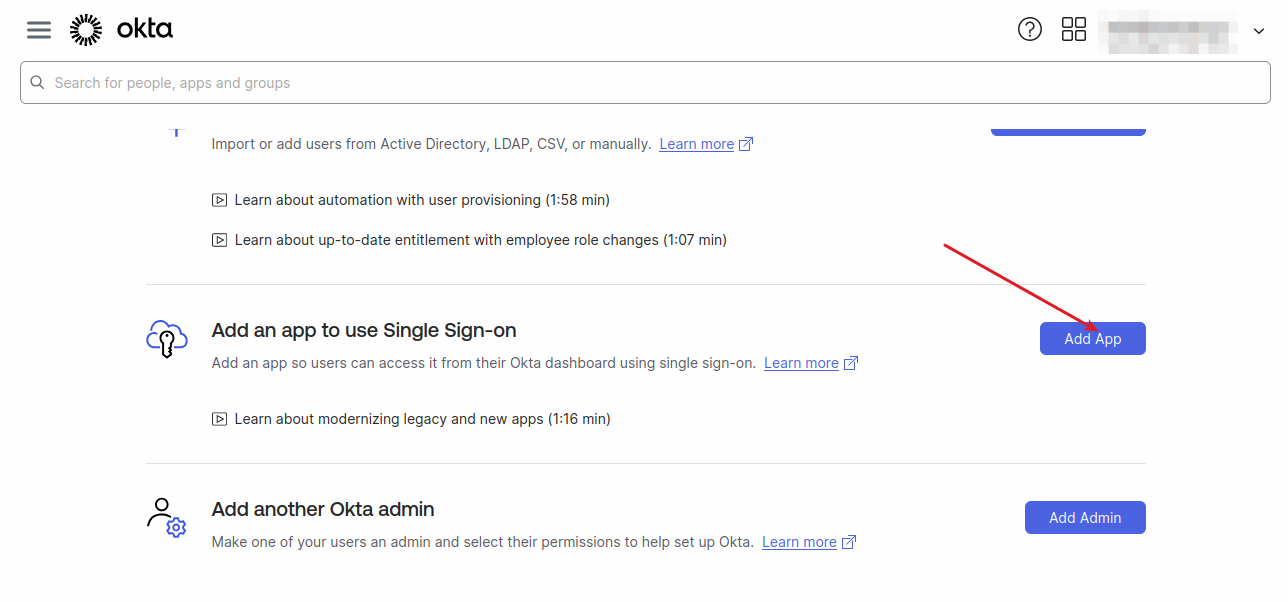 okta
Search for people, apps and groups
Import or add users from Active Directory, LDAP, CSV, or manually. Learn more
Learn about automation with user provisioning (1:58 min)
Learn about up-to-date entitlement with employee role changes (1:07 min)
Add an app to use Single Sign-on
Add App
Add an app so users can access it from their Okta dashboard using single sign-on. Learn more
Learn about modernizing legacy and new apps (1:16 min)
Add another Okta admin
Add Admin
Make one of your users an admin and select their permissions to help set up Okta. Learn more